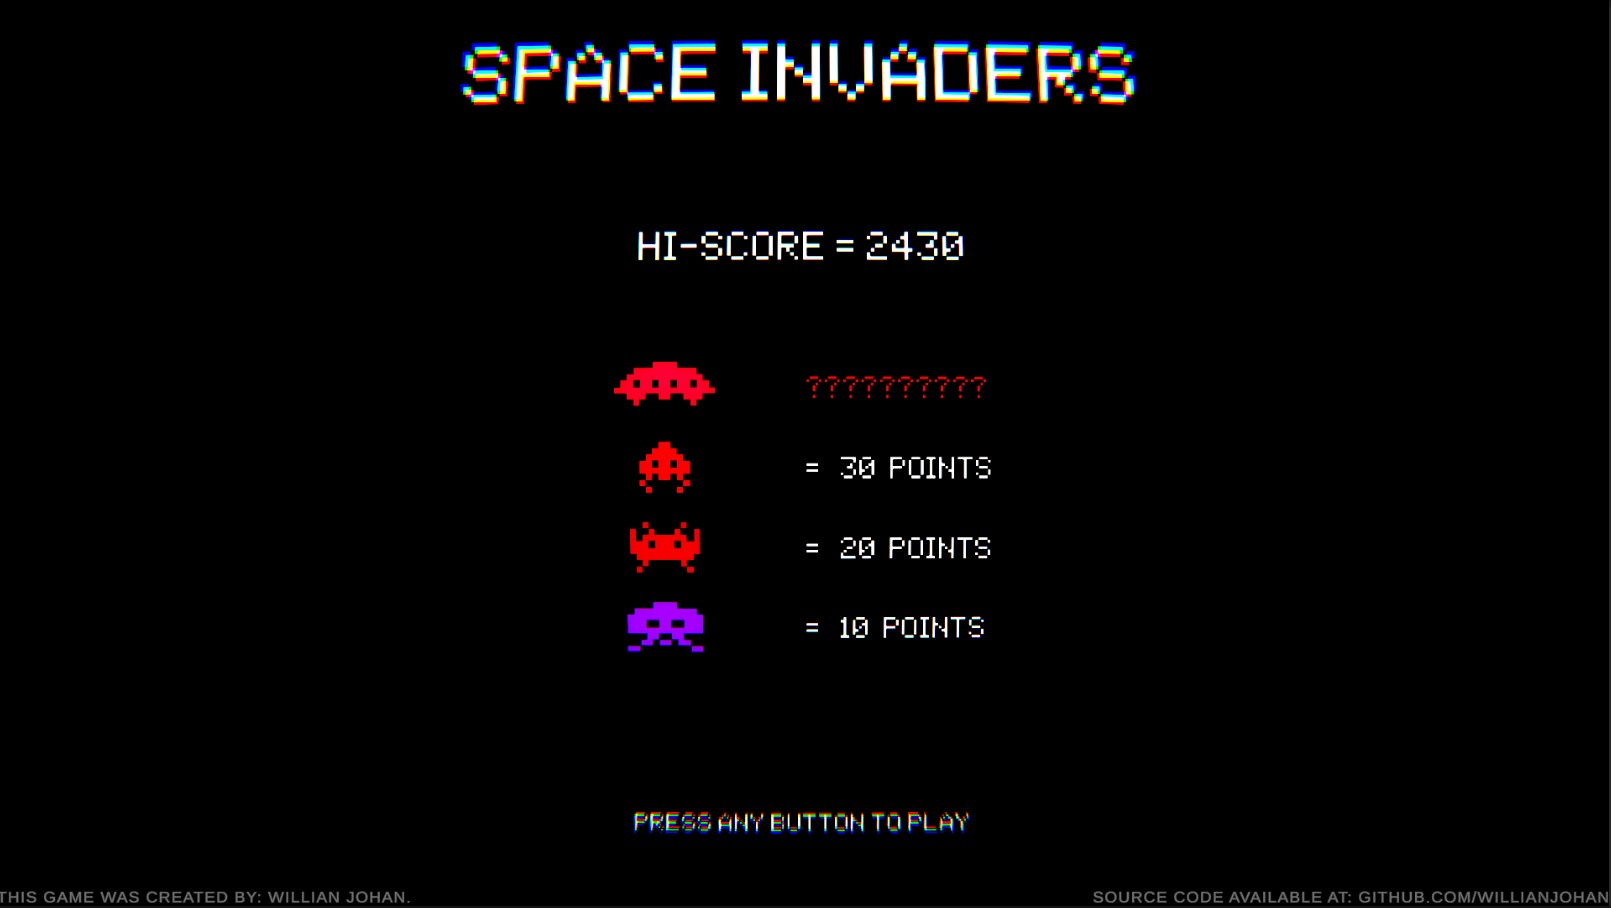 SPACE INVADERS
HI-SCORE = 2430
??????????
= 30 POINTS
= 20 POINTS
= 10 POINTS
PRESS ANY BUTTON TO PLAY
THIS GAME WAS CREATED BY: WILLIAN JOHAN.
SOURCE CODE AVAILABLE AT: GITHUB.COM/WILLIANJOHAN